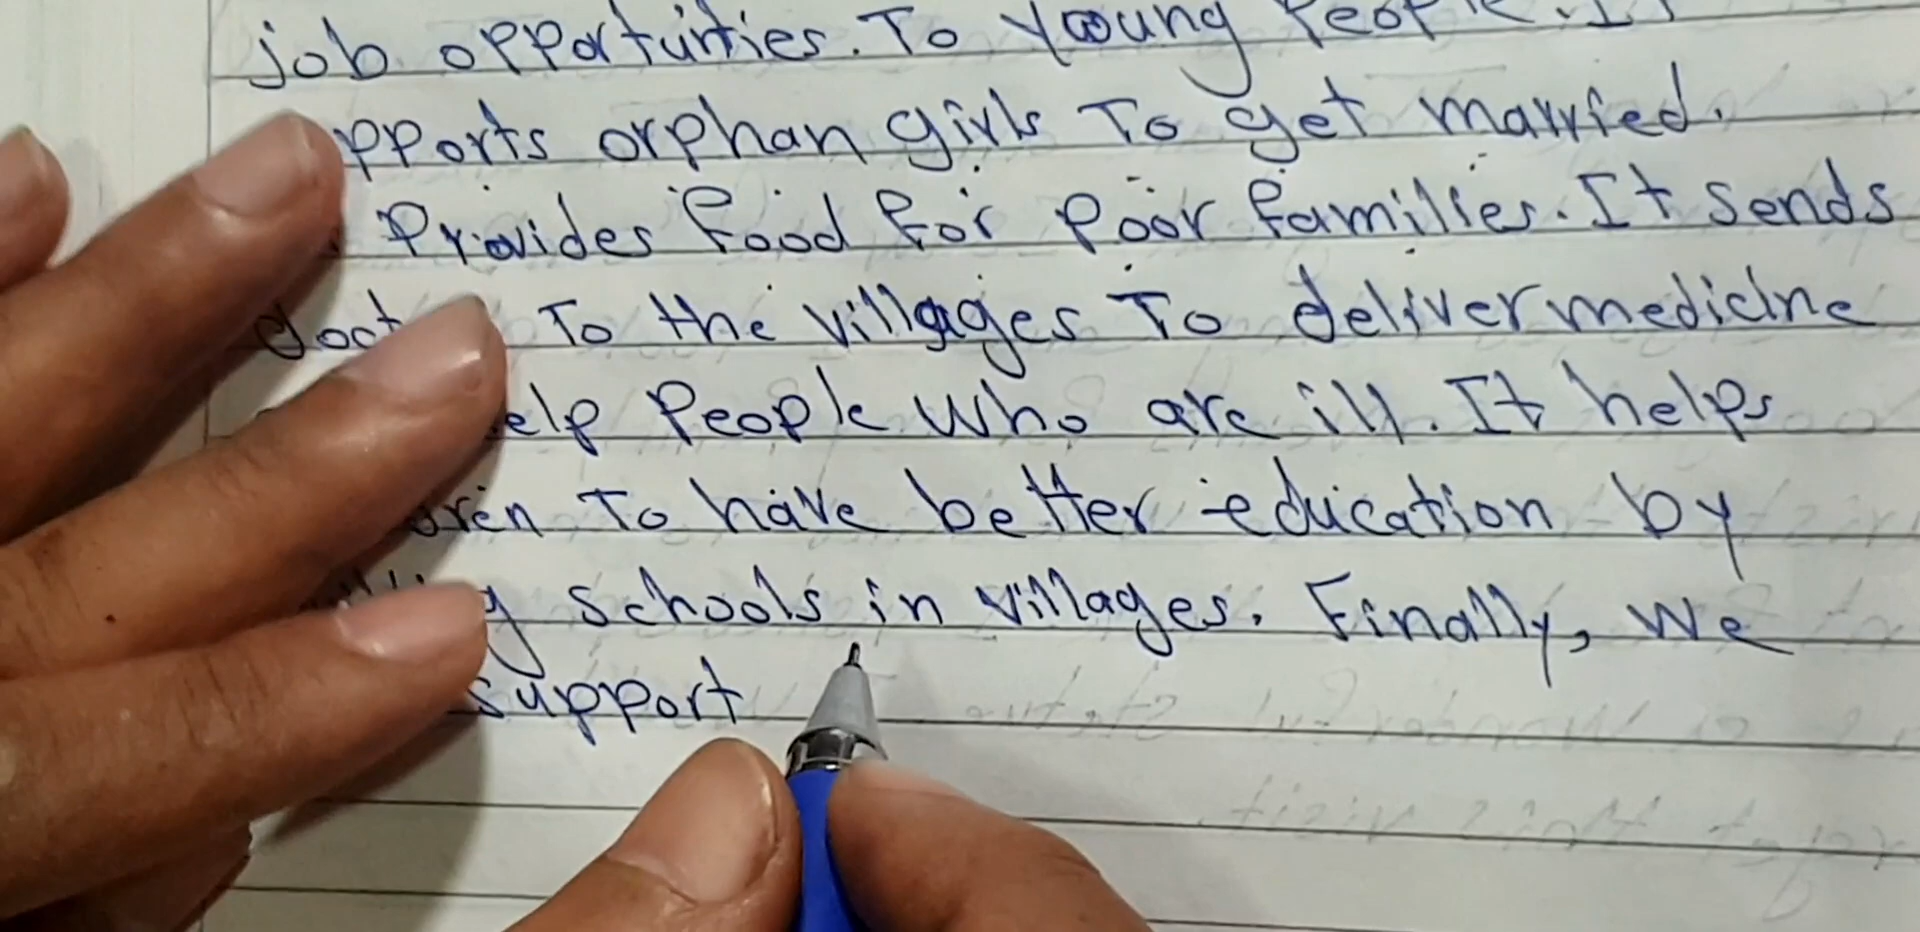 job opportunities. To young People. It
pports orphan girls To get married.
Provides food for poor families. It sends
doct To the villages To deliver medicine
elp People who are ill. It helps
ren To have better education by
g schools in villages. Finally, we
support